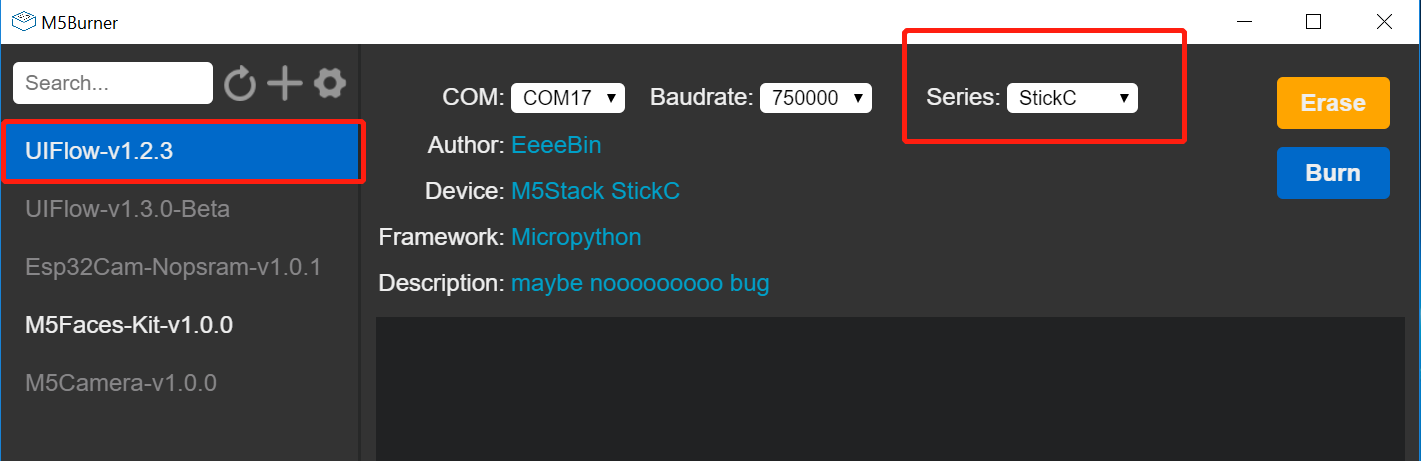 M5Burner
Search...
UIFlow-v1.2.3
UIFlow-v1.3.0-Beta
Esp32Cam-Nopsram-v1.0.1
M5Faces-Kit-v1.0.0
M5Camera-v1.0.0
COM: COM17 Baudrate: 750000 Series: StickC
Author: EeeeBin
Device: M5Stack StickC
Framework: Micropython
Description: maybe nooooooooo bug
Erase
Burn